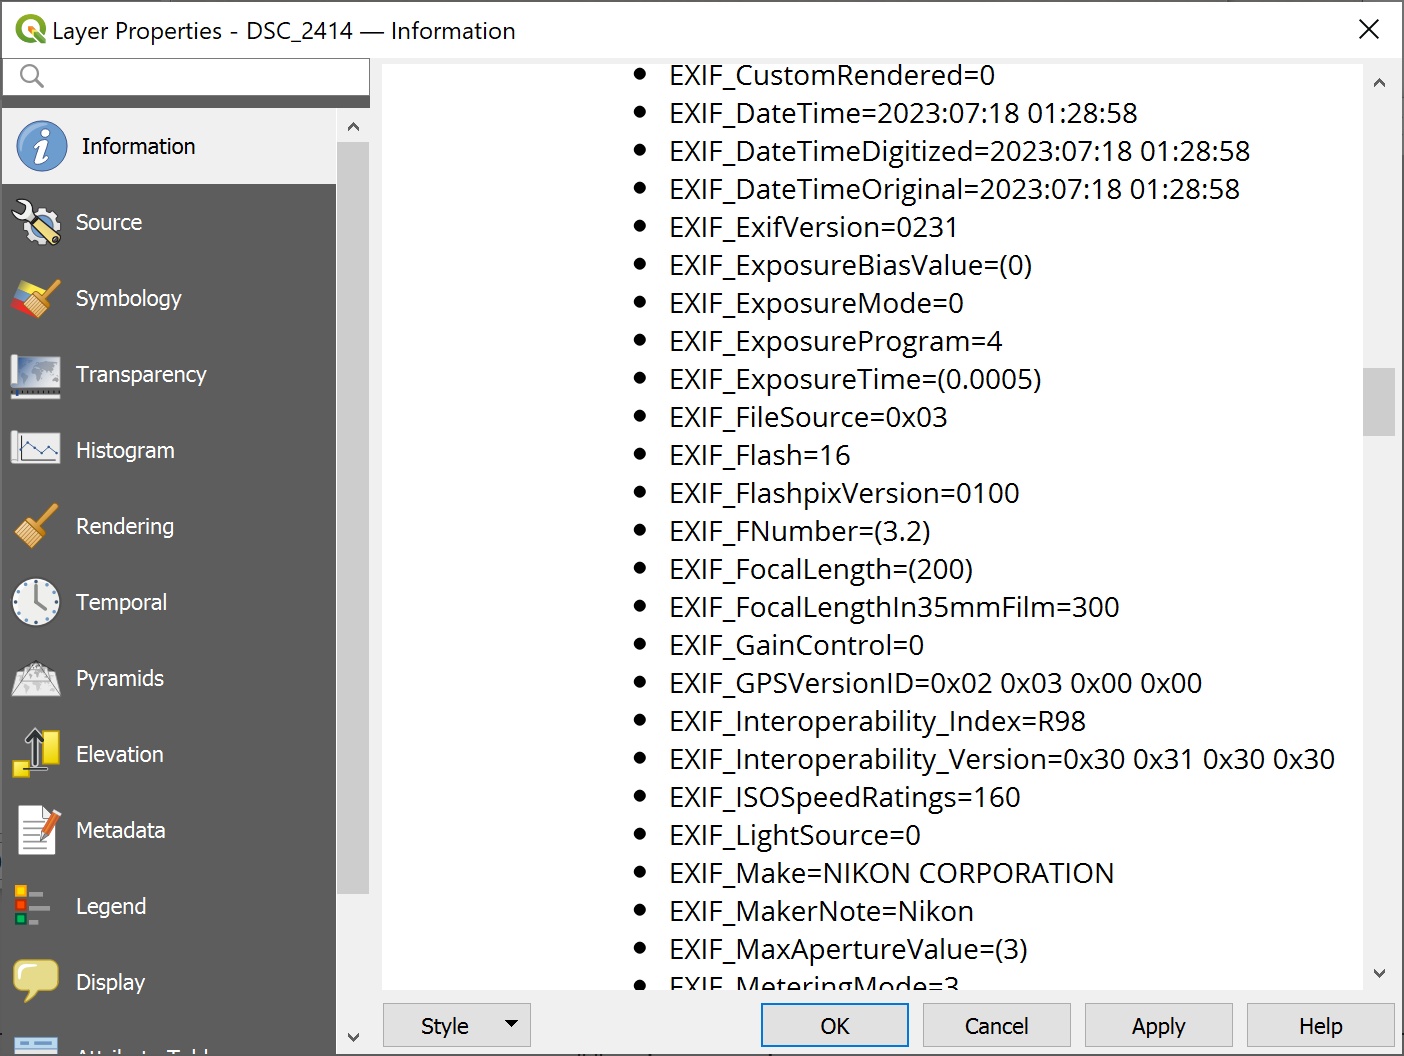 Layer Properties - DSC_2414 — Information
Information
Source
Symbology
Transparency
Histogram
Rendering
Temporal
Pyramids
Elevation
Metadata
Legend
Display
EXIF_CustomRendered=0
EXIF_DateTime=2023:07:18 01:28:58
EXIF_DateTimeDigitized=2023:07:18 01:28:58
EXIF_DateTimeOriginal=2023:07:18 01:28:58
EXIF_ExifVersion=0231
EXIF_ExposureBiasValue=(0)
EXIF_ExposureMode=0
EXIF_ExposureProgram=4
EXIF_ExposureTime=(0.0005)
EXIF_FileSource=0x03
EXIF_Flash=16
EXIF_FlashpixVersion=0100
EXIF_FNumber=(3.2)
EXIF_FocalLength=(200)
EXIF_FocalLengthIn35mmFilm=300
EXIF_GainControl=0
EXIF_GPSVersionID=0x02 0x03 0x00 0x00
EXIF_Interoperability_Index=R98
EXIF_Interoperability_Version=0x30 0x31 0x30 0x30
EXIF_ISOSpeedRatings=160
EXIF_LightSource=0
EXIF_Make=NIKON CORPORATION
EXIF_MakerNote=Nikon
EXIF_MaxApertureValue=(3)
EXIF_MeteringMode=3
Style
OK
Cancel
Apply
Help